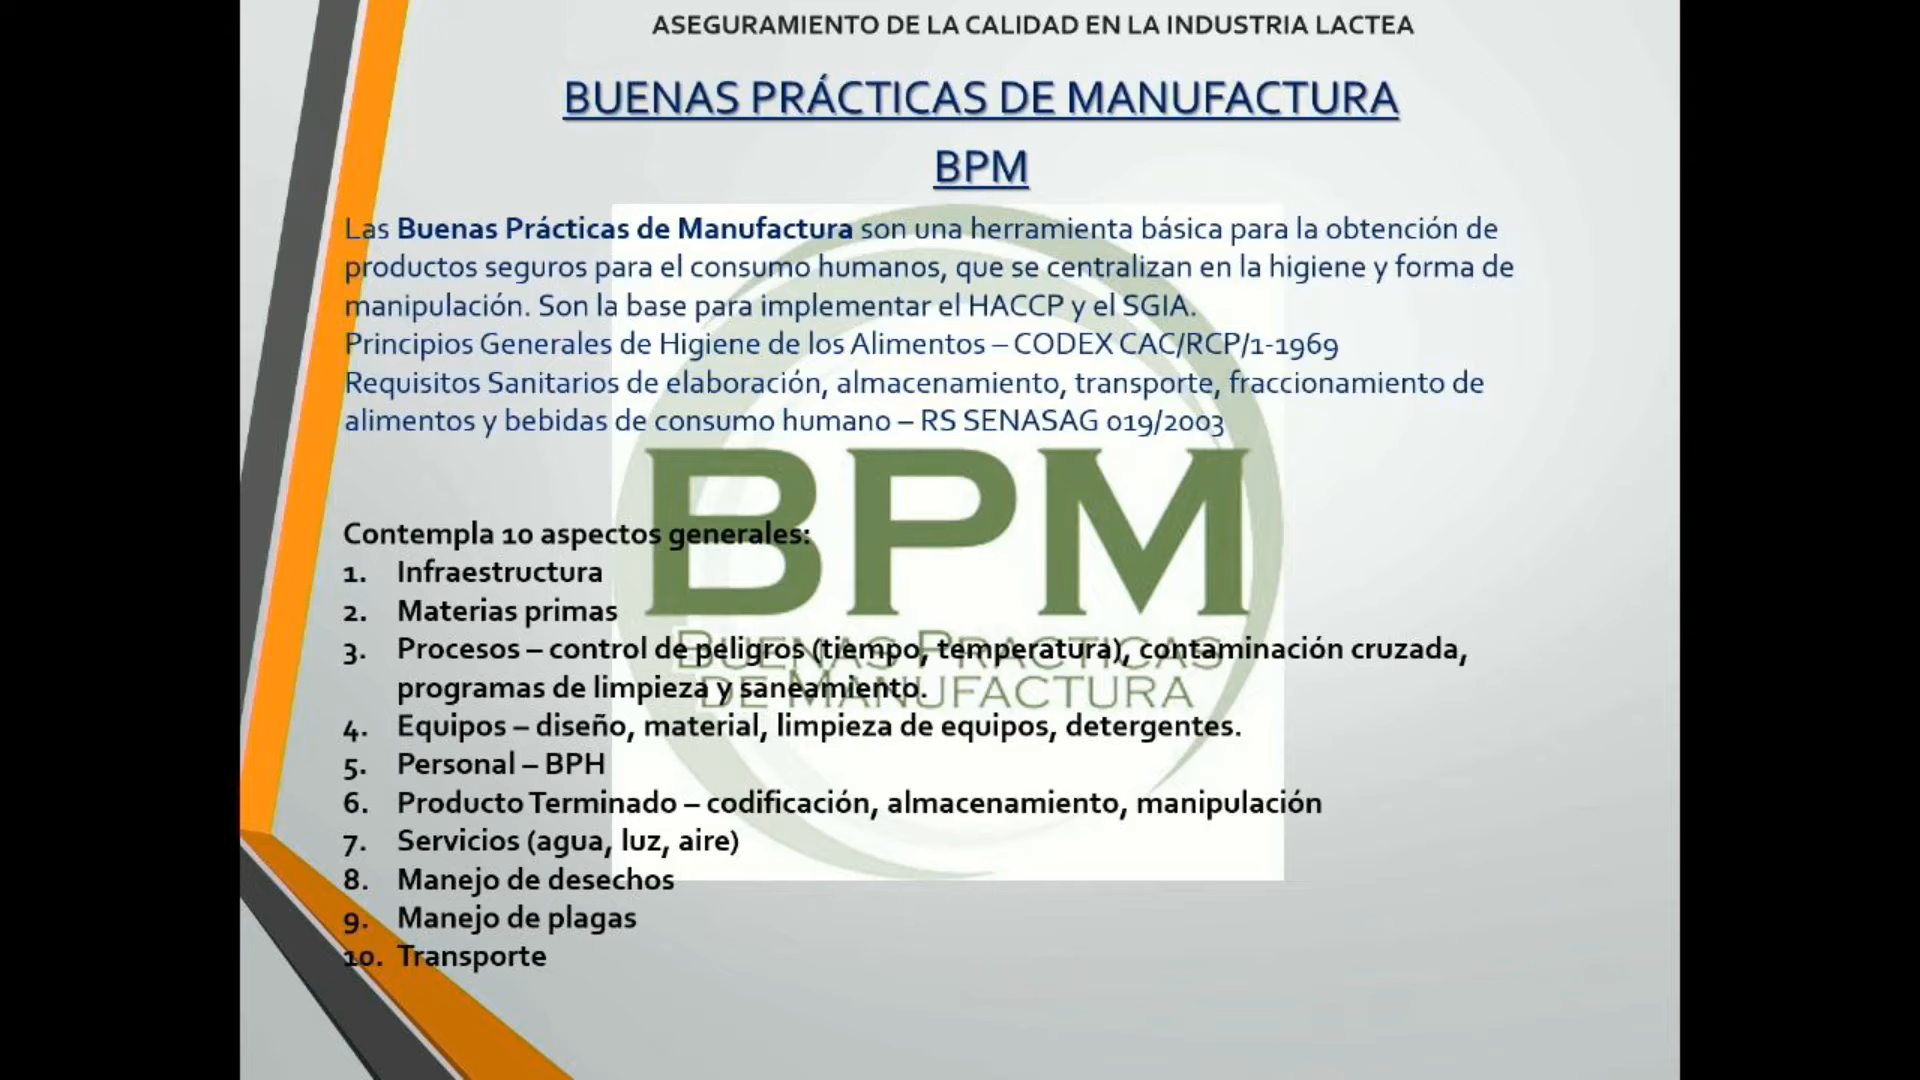 ASEGURAMIENTO DE LA CALIDAD EN LA INDUSTRIA LACTEA
BUENAS PRÁCTICAS DE MANUFACTURA
BPM
Las Buenas Prácticas de Manufactura son una herramienta básica para la obtención de
productos seguros para el consumo humanos, que se centralizan en la higiene y forma de
manipulación. Son la base para implementar el HACCP y el SGIA.
Principios Generales de Higiene de los Alimentos – CODEX CAC/RCP/1-1969
Requisitos Sanitarios de elaboración, almacenamiento, transporte, fraccionamiento de
alimentos y bebidas de consumo humano – RS SENASAG 019/2003
BPM
BUENAS PRACTICAS
DE MANUFACTURA
Contempla 10 aspectos generales:
1. Infraestructura
2. Materias primas
3. Procesos – control de peligros (tiempo, temperatura), contaminación cruzada,
programas de limpieza y saneamiento.
4. Equipos – diseño, material, limpieza de equipos, detergentes.
5. Personal – BPH
6. Producto Terminado – codificación, almacenamiento, manipulación
7. Servicios (agua, luz, aire)
8. Manejo de desechos
9. Manejo de plagas
10. Transporte